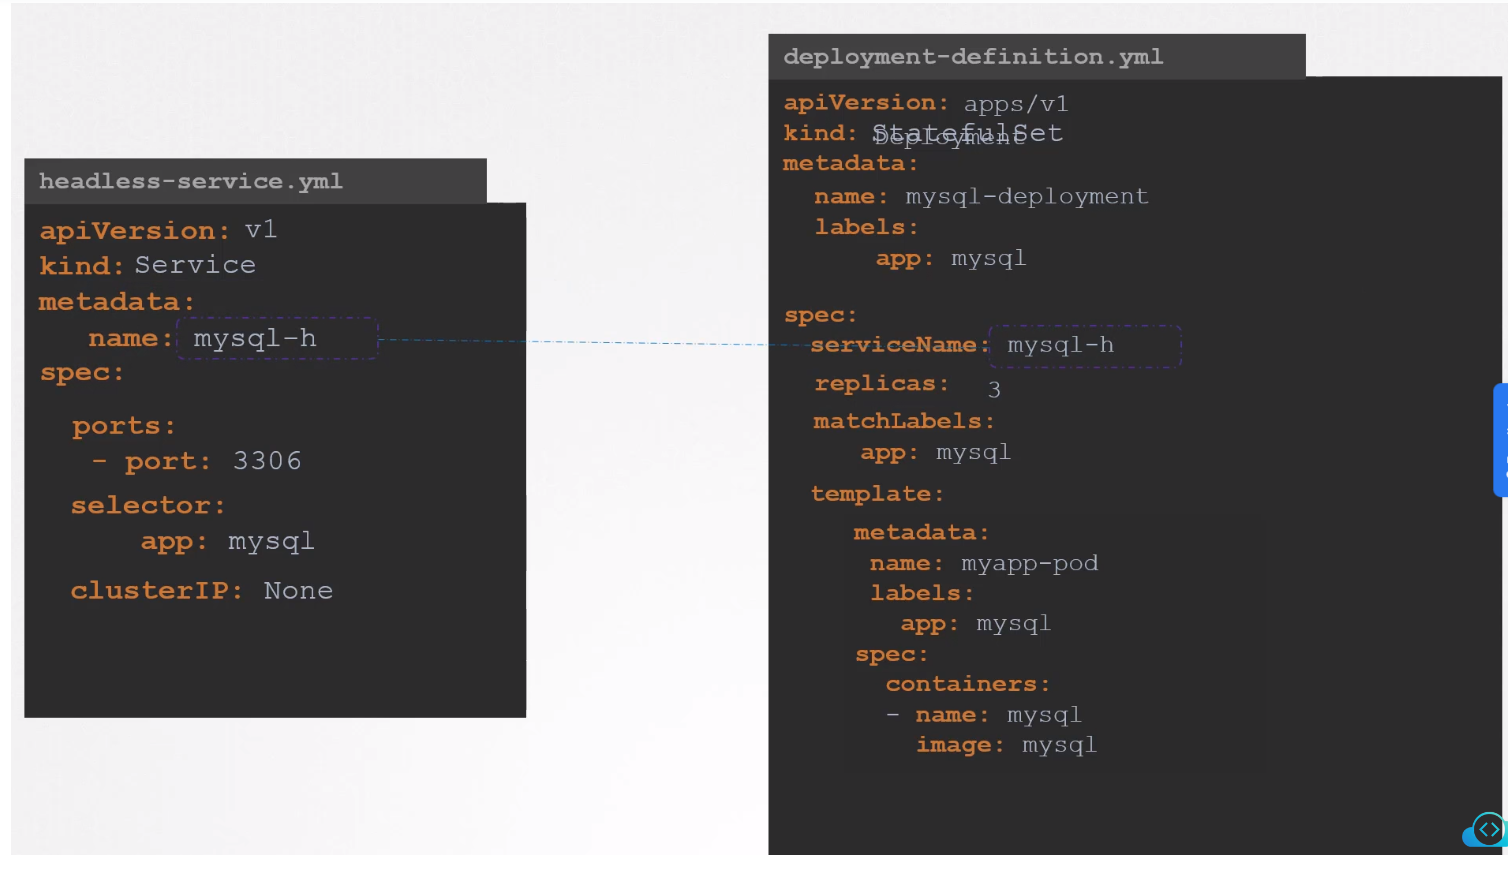 headless-service.yml
apiVersion: v1
kind: Service
metadata:
name: mysql-h
spec:
ports:
- port: 3306
selector:
app: mysql
clusterIP: None
deployment-definition.yml
apiVersion: apps/v1
kind: StatefulSet
Deployment
metadata:
name: mysql-deployment
labels:
app: mysql
spec:
serviceName: mysql-h
replicas: 3
matchLabels:
app: mysql
template:
metadata:
name: myapp-pod
labels:
app: mysql
spec:
containers:
- name: mysql
image: mysql